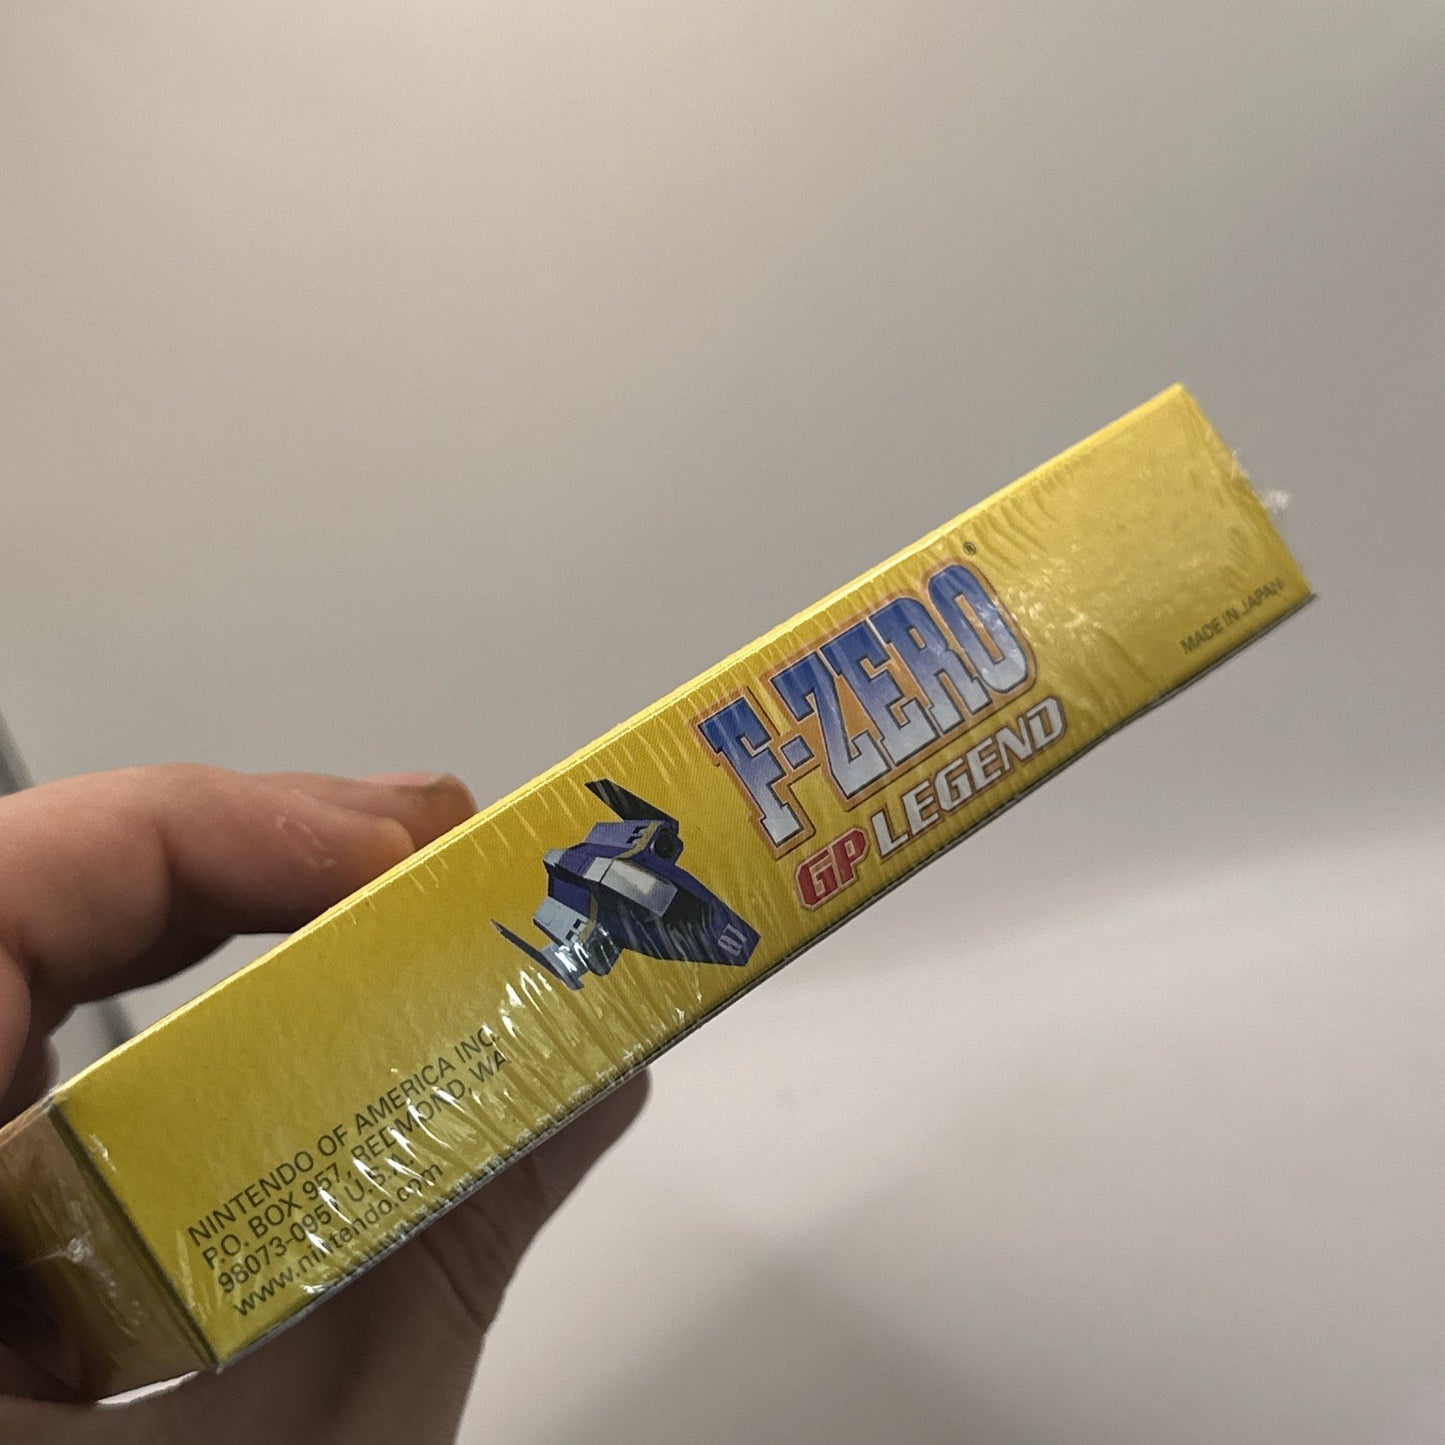 F-ZERO®
GP LEGEND
MADE IN JAPAN
07
NINTENDO OF AMERICA INC.
P.O. BOX 957, REDMOND, WA
98073-0957 U.S.A.
www.nintendo.com